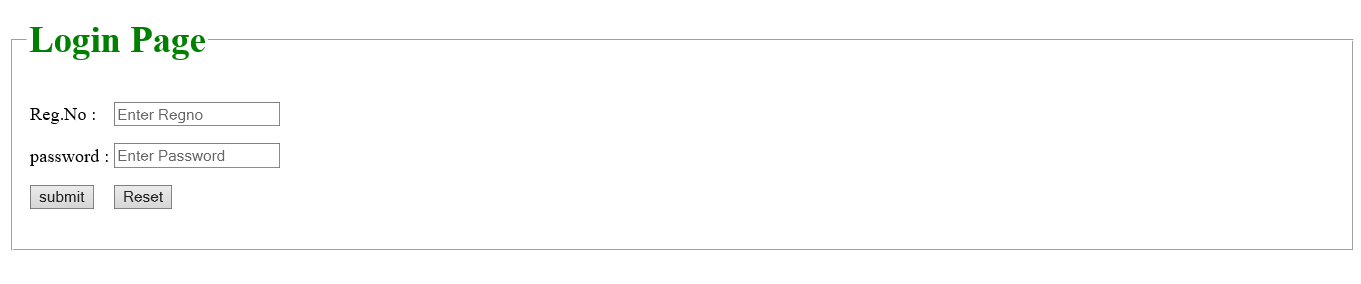 Login Page
Reg.No : Enter Regno
password : Enter Password
submit Reset